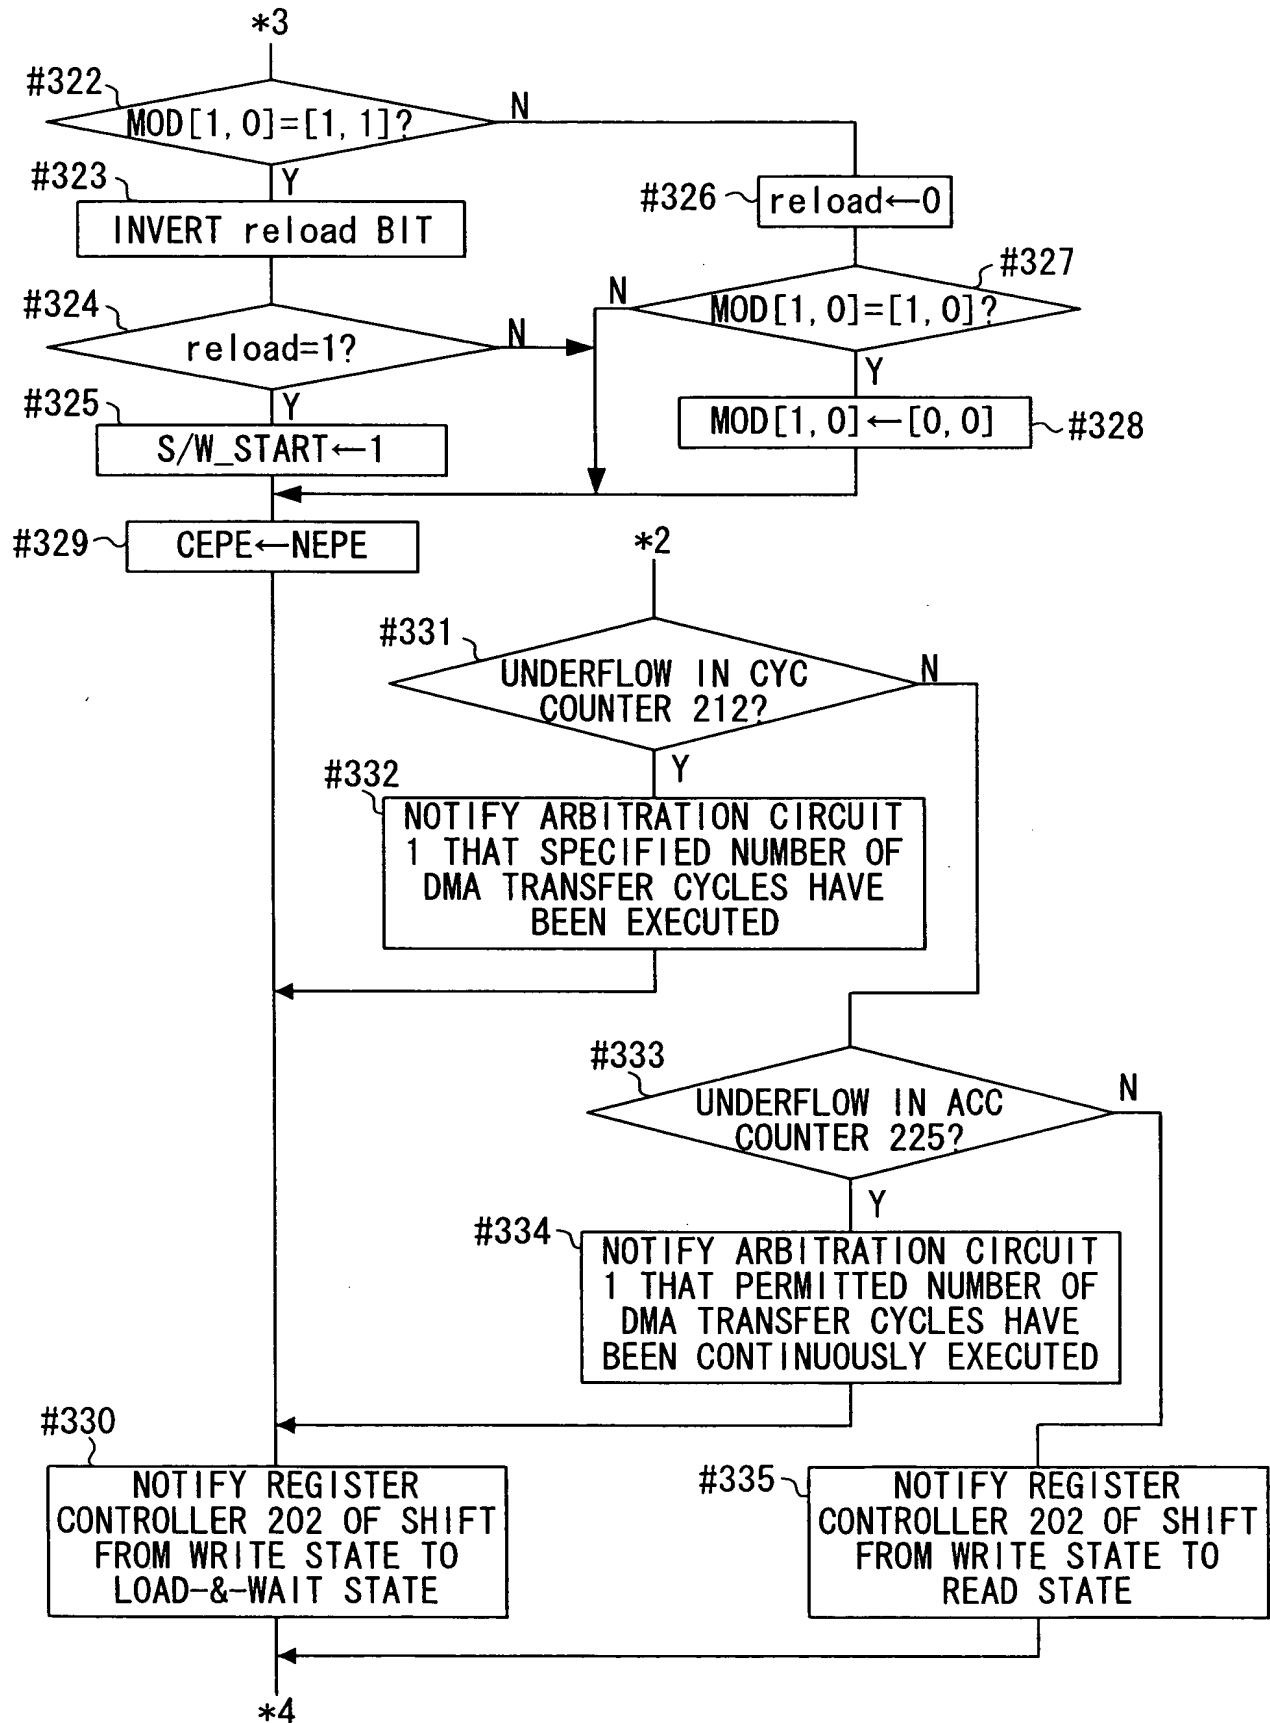 *3
#322
MOD[1,0]=[1,1]?
N
Y
#323
INVERT reload BIT
#326
reload←0
#324
reload=1?
N
Y
#327
MOD[1,0]=[1,0]?
N
Y
#325
S/W_START←1
MOD[1,0]←[0,0]
#328
#329
CEPE←NEPE
*2
#331
UNDERFLOW IN CYC
COUNTER 212?
N
Y
#332
NOTIFY ARBITRATION CIRCUIT
1 THAT SPECIFIED NUMBER OF
DMA TRANSFER CYCLES HAVE
BEEN EXECUTED
#333
UNDERFLOW IN ACC
COUNTER 225?
N
Y
#334
NOTIFY ARBITRATION CIRCUIT
1 THAT PERMITTED NUMBER OF
DMA TRANSFER CYCLES HAVE
BEEN CONTINUOUSLY EXECUTED
#330
NOTIFY REGISTER
CONTROLLER 202 OF SHIFT
FROM WRITE STATE TO
LOAD-&-WAIT STATE
#335
NOTIFY REGISTER
CONTROLLER 202 OF SHIFT
FROM WRITE STATE TO
READ STATE
*4